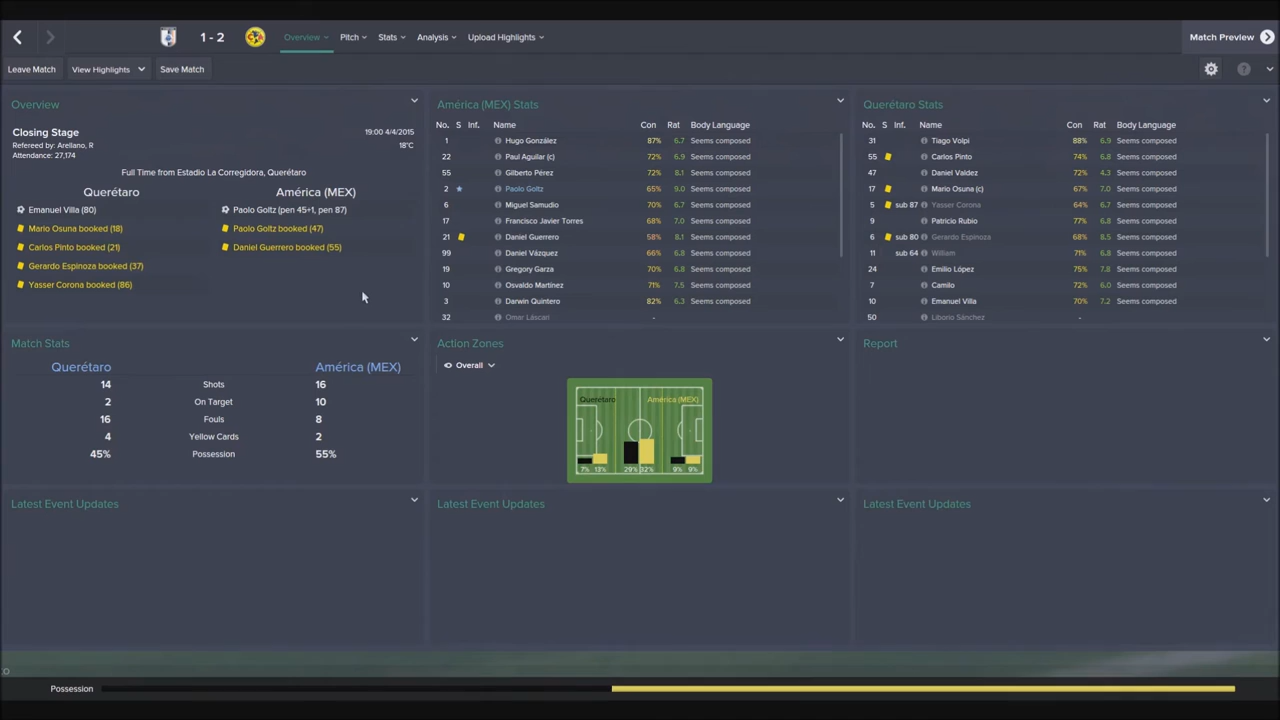 1 - 2
Overview Pitch Stats Analysis Upload Highlights
Match Preview
Leave Match View Highlights Save Match
Overview
Closing Stage 19:00 4/4/2015
Refereed by: Arellano, R 18°C
Attendance: 27,174
Full Time from Estadio La Corregidora, Querétaro
Querétaro América (MEX)
Emanuel Villa (80) Paolo Goltz (pen 45+1, pen 87)
Mario Osuna booked (18) Paolo Goltz booked (47)
Carlos Pinto booked (21) Daniel Guerrero booked (55)
Gerardo Espinoza booked (37)
Yasser Corona booked (86)
América (MEX) Stats
No. S Inf. Name Con Rat Body Language
1 Hugo González 87% 6.7 Seems composed
22 Paul Aguilar (c) 72% 6.9 Seems composed
55 Gilberto Pérez 72% 8.1 Seems composed
2 Paolo Goltz 65% 9.0 Seems composed
6 Miguel Samudio 67% 7.7 Seems composed
17 Francisco Javier Torres 68% 7.0 Seems composed
21 Daniel Guerrero 58% 8.1 Seems composed
99 Daniel Vázquez 66% 6.8 Seems composed
19 Gregory Garza 70% 6.8 Seems composed
10 Osvaldo Martínez 71% 7.5 Seems composed
3 Darwin Quintero 82% 6.3 Seems composed
32 Omar Láscari -
Querétaro Stats
No. S Inf. Name Con Rat Body Language
31 Tiago Volpi 88% 6.9 Seems composed
55 Carlos Pinto 74% 6.8 Seems composed
47 Daniel Valdez 72% 4.3 Seems composed
17 Mario Osuna (c) 67% 7.0 Seems composed
5 sub 87 Yasser Corona 64% 6.7 Seems composed
9 Patricio Rubio 77% 6.8 Seems composed
6 sub 80 Gerardo Espinoza 68% 8.5 Seems composed
11 sub 64 William 71% 6.8 Seems composed
24 Emilio López 75% 7.8 Seems composed
7 Camilo 72% 6.0 Seems composed
10 Emanuel Villa 70% 7.2 Seems composed
50 Liborio Sánchez -
Match Stats
Querétaro América (MEX)
14 Shots 16
2 On Target 10
16 Fouls 8
4 Yellow Cards 2
45% Possession 55%
Action Zones
Overall
Querétaro América (MEX)
7% 13% 29% 32% 9% 9%
Report
Latest Event Updates
Latest Event Updates
Latest Event Updates
Possession